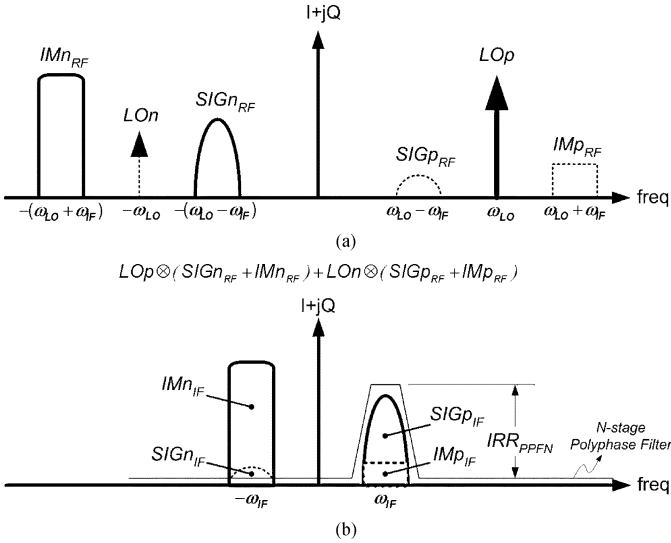 I+jQ
IMn_RF
LOn
SIGn_RF
LOp
SIGp_RF
IMp_RF
freq
-(ω_LO + ω_IF)
-ω_LO
-(ω_LO - ω_IF)
ω_LO - ω_IF
ω_LO
ω_LO + ω_IF
(a)
LOp⊗(SIGn_RF + IMn_RF) + LOn⊗(SIGp_RF + IMp_RF)
I+jQ
IMn_IF
SIGn_IF
SIGp_IF
IMp_IF
IRR_PPFN
N-stage
Polyphase Filter
freq
-ω_IF
ω_IF
(b)